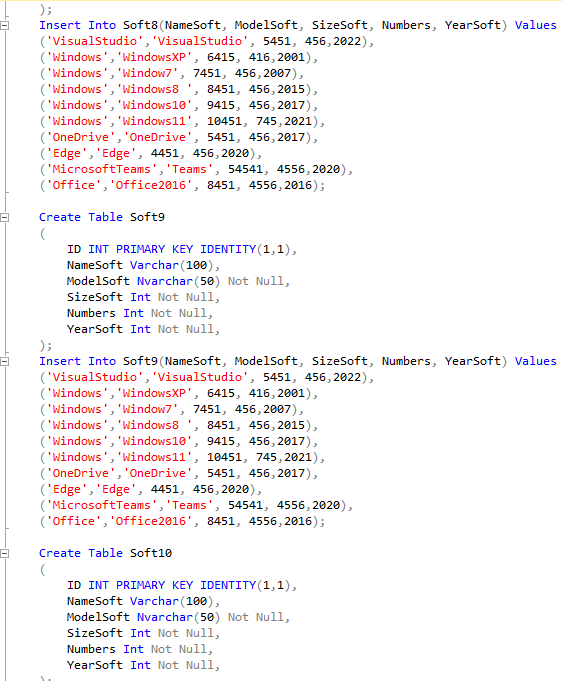 );
Insert Into Soft8(NameSoft, ModelSoft, SizeSoft, Numbers, YearSoft) Values
('VisualStudio','VisualStudio', 5451, 456,2022),
('Windows','WindowsXP', 6415, 416,2001),
('Windows','Window7', 7451, 456,2007),
('Windows','Windows8 ', 8451, 456,2015),
('Windows','Windows10', 9415, 456,2017),
('Windows','Windows11', 10451, 745,2021),
('OneDrive','OneDrive', 5451, 456,2017),
('Edge','Edge', 4451, 456,2020),
('MicrosoftTeams','Teams', 54541, 4556,2020),
('Office','Office2016', 8451, 4556,2016);
Create Table Soft9
(
ID INT PRIMARY KEY IDENTITY(1,1),
NameSoft Varchar(100),
ModelSoft Nvarchar(50) Not Null,
SizeSoft Int Not Null,
Numbers Int Not Null,
YearSoft Int Not Null,
);
Insert Into Soft9(NameSoft, ModelSoft, SizeSoft, Numbers, YearSoft) Values
('VisualStudio','VisualStudio', 5451, 456,2022),
('Windows','WindowsXP', 6415, 416,2001),
('Windows','Window7', 7451, 456,2007),
('Windows','Windows8 ', 8451, 456,2015),
('Windows','Windows10', 9415, 456,2017),
('Windows','Windows11', 10451, 745,2021),
('OneDrive','OneDrive', 5451, 456,2017),
('Edge','Edge', 4451, 456,2020),
('MicrosoftTeams','Teams', 54541, 4556,2020),
('Office','Office2016', 8451, 4556,2016);
Create Table Soft10
(
ID INT PRIMARY KEY IDENTITY(1,1),
NameSoft Varchar(100),
ModelSoft Nvarchar(50) Not Null,
SizeSoft Int Not Null,
Numbers Int Not Null,
YearSoft Int Not Null,
);